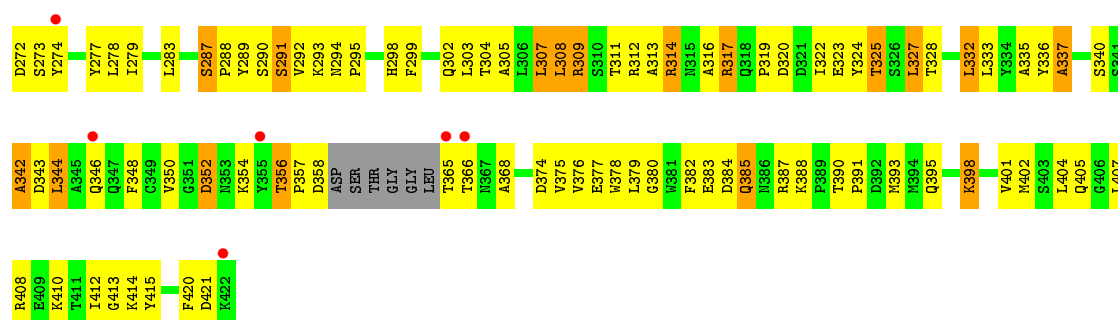 D272 S273 Y274 Y277 L278 I279 L283 S287 P288 Y289 S290 S291 V292 K293 N294 P295 H298 F299 Q302 L303 T304 A305 L306 L307 L308 R309 S310 T311 R312 A313 R314 N315 A316 R317 Q318 P319 D320 D321 I322 E323 Y324 T325 S326 L327 T328 L332 L333 Y334 A335 Y336 A337 S340 S341
A342 D343 L344 A345 Q346 Q347 F348 C349 V350 G351 D352 N353 K354 Y355 T356 P357 D358 ASP SER THR GLY GLY LEU T365 T366 N367 A368 D374 V375 V376 E377 W378 L379 G380 W381 F382 E383 D384 Q385 N386 R387 K388 P389 T390 P391 D392 M393 M394 Q395 K398 V401 M402 S403 L404 Q405 G406 L407
R408 E409 K410 T411 I412 G413 K414 Y415 F420 D421 K422